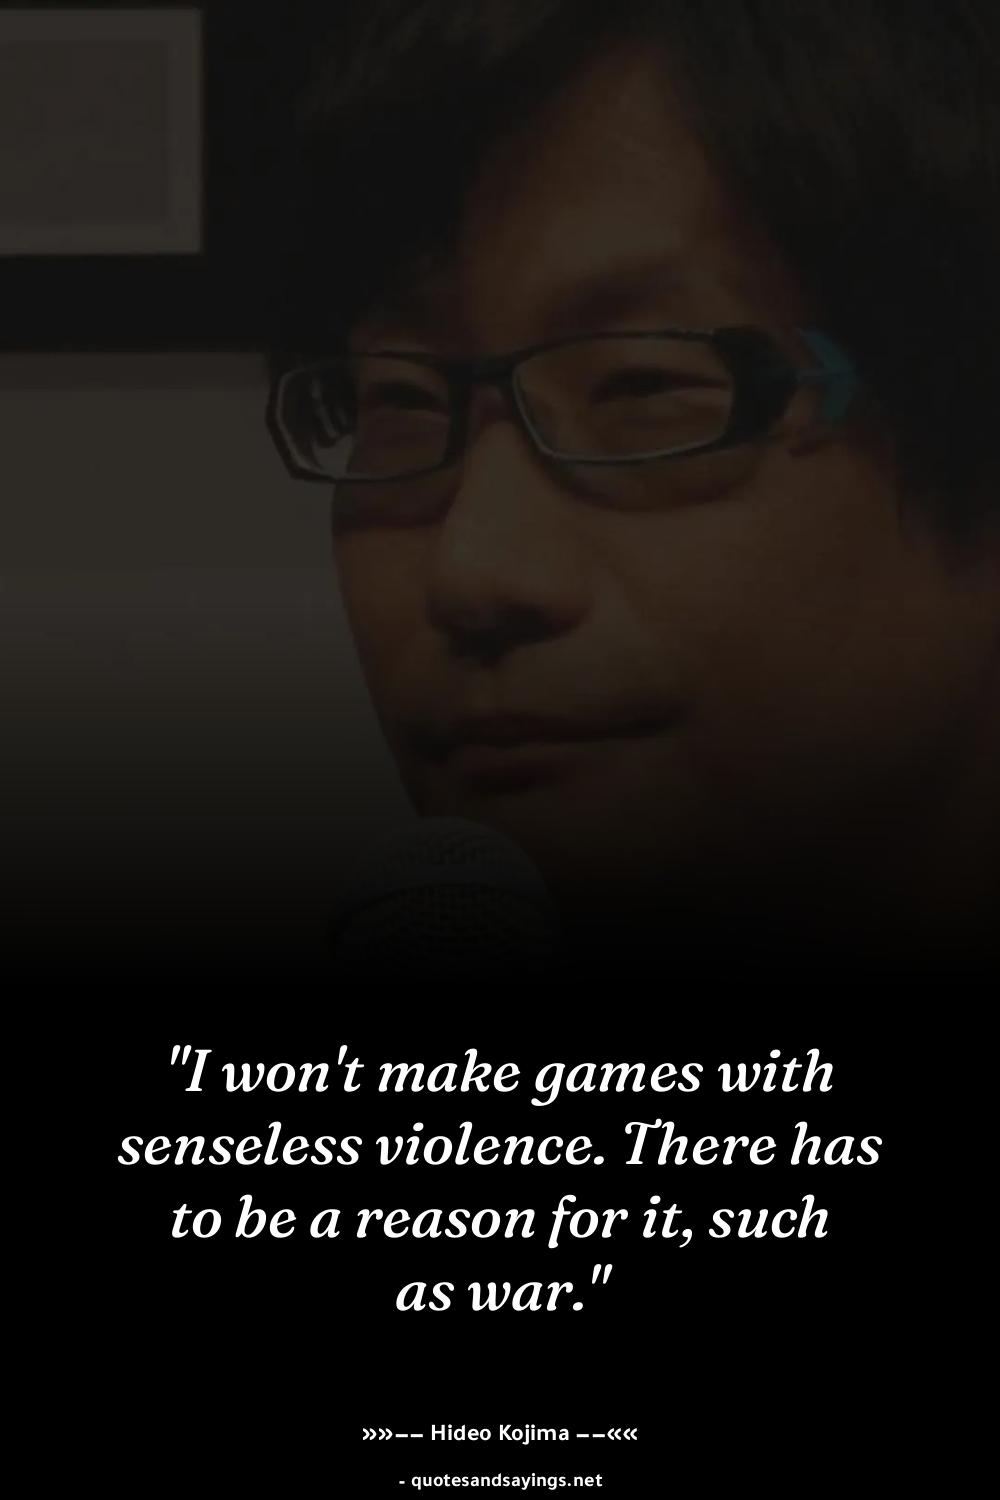 "I won't make games with
senseless violence. There has
to be a reason for it, such
as war."
»»−− Hideo Kojima −−««
- quotesandsayings.net